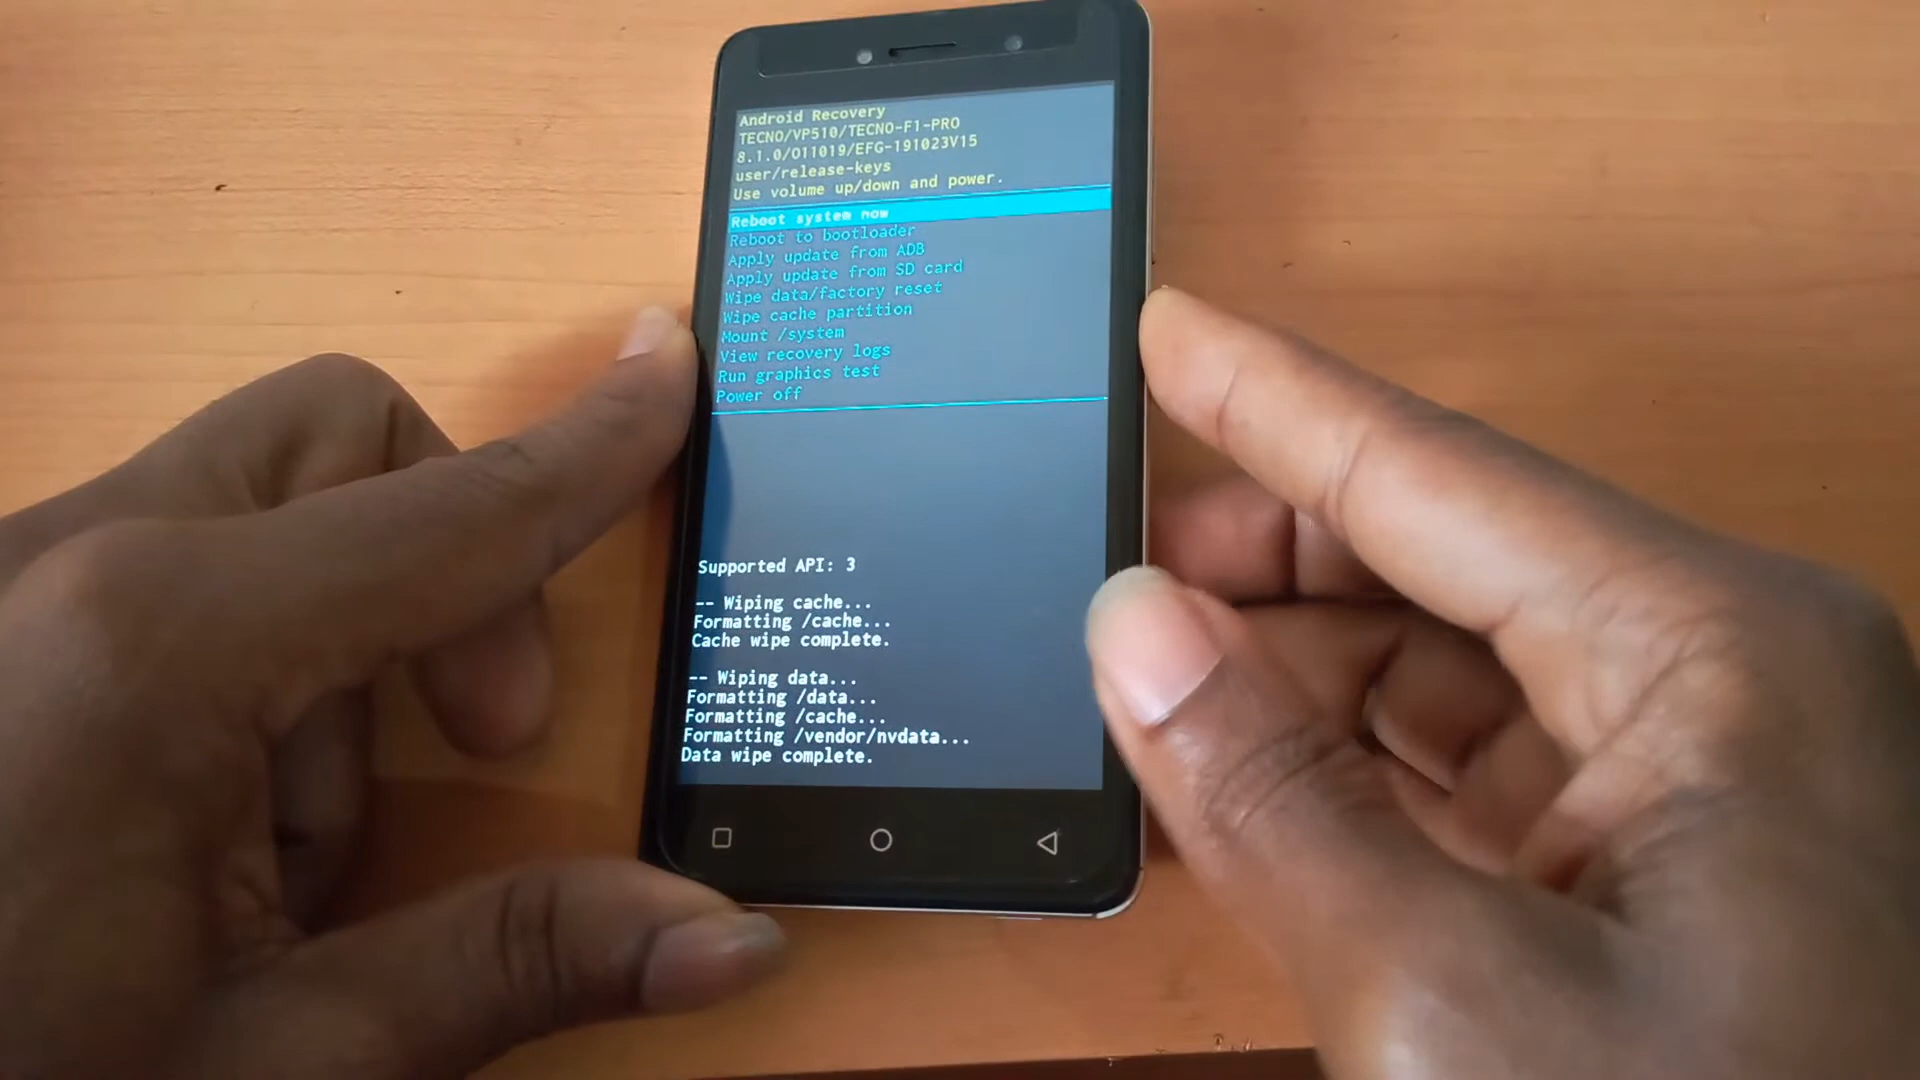 Android Recovery
TECNO/VP510/TECNO-F1-PRO
8.1.0/O11019/EFG-191023V15
user/release-keys
Use volume up/down and power.
Reboot system now
Reboot to bootloader
Apply update from ADB
Apply update from SD card
Wipe data/factory reset
Wipe cache partition
Mount /system
View recovery logs
Run graphics test
Power off
Supported API: 3
-- Wiping cache...
Formatting /cache...
Cache wipe complete.
-- Wiping data...
Formatting /data...
Formatting /cache...
Formatting /vendor/nvdata...
Data wipe complete.